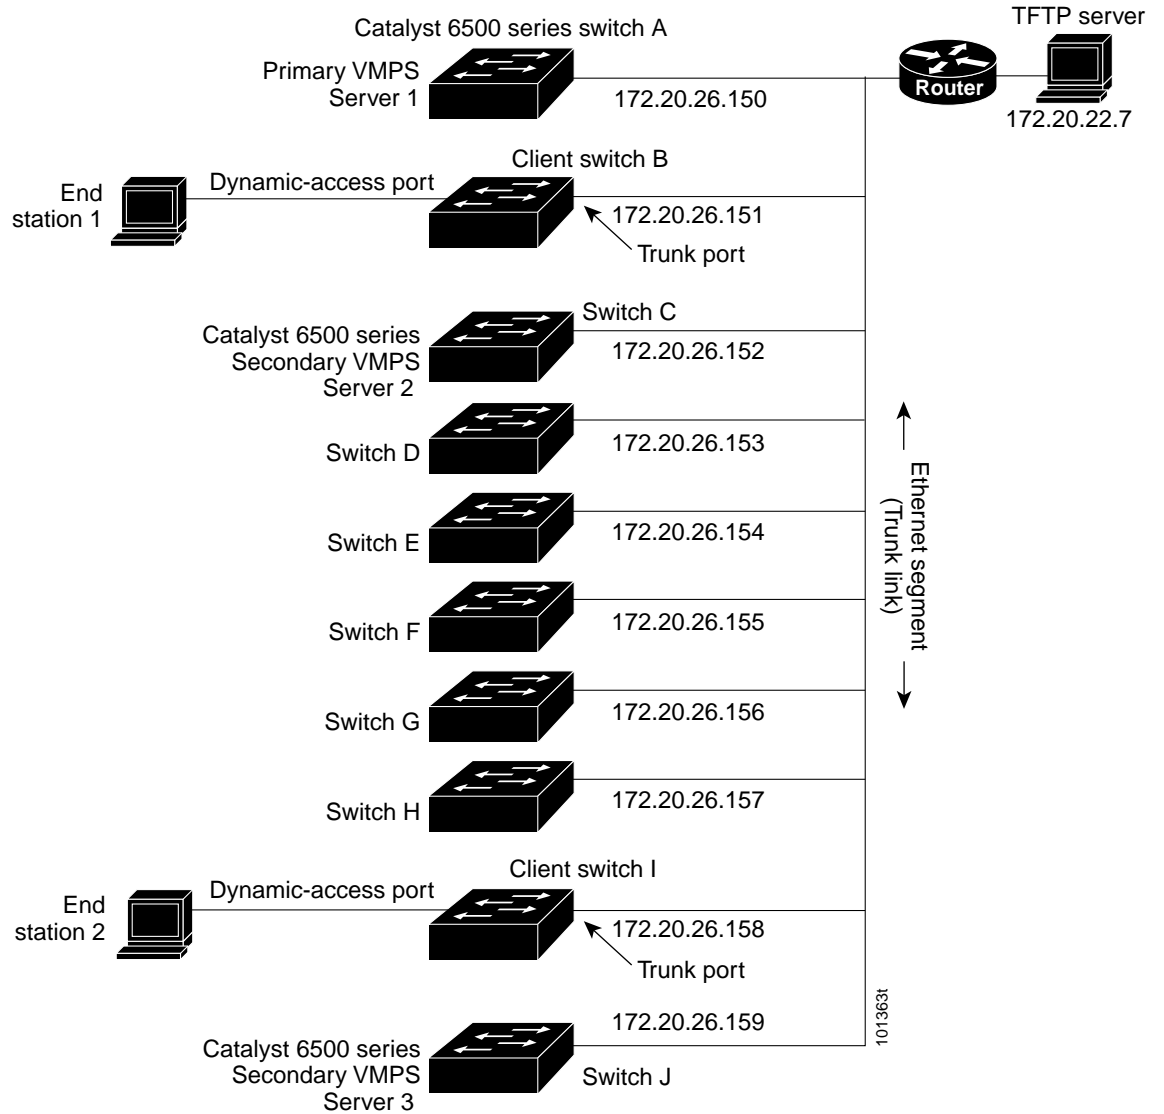 Catalyst 6500 series switch A
TFTP server
Primary VMPS
Server 1
172.20.26.150
Router
172.20.22.7
Client switch B
End
station 1
Dynamic-access port
172.20.26.151
Trunk port
Switch C
Catalyst 6500 series
Secondary VMPS
Server 2
172.20.26.152
Switch D
172.20.26.153
Switch E
172.20.26.154
Switch F
172.20.26.155
Switch G
172.20.26.156
Ethernet segment
(Trunk link)
Switch H
172.20.26.157
Client switch I
End
station 2
Dynamic-access port
172.20.26.158
Trunk port
172.20.26.159
Catalyst 6500 series
Secondary VMPS
Server 3
Switch J
101363t